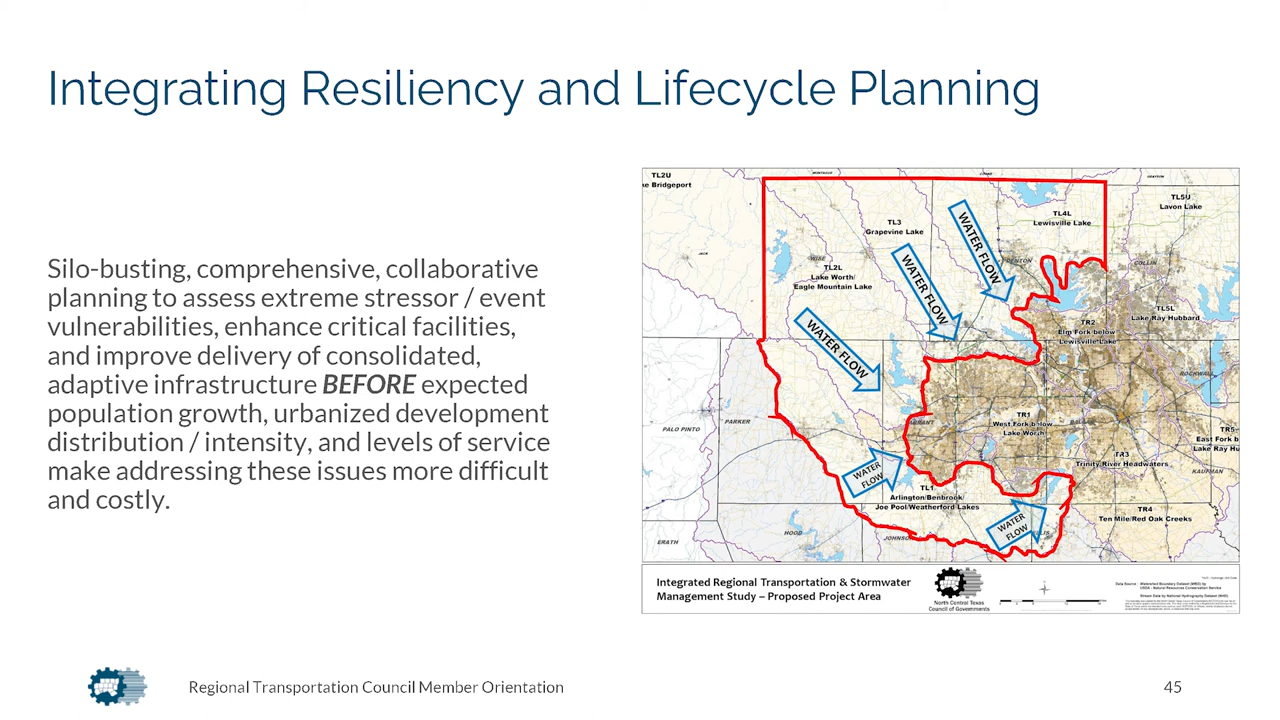 Integrating Resiliency and Lifecycle Planning
Silo-busting, comprehensive, collaborative
planning to assess extreme stressor / event
vulnerabilities, enhance critical facilities,
and improve delivery of consolidated,
adaptive infrastructure BEFORE expected
population growth, urbanized development
distribution / intensity, and levels of service
make addressing these issues more difficult
and costly.
TL2U
Bridgeport
TL3
Grapevine Lake
TL4L
Lewisville Lake
TL5U
Lavon Lake
JACK
WISE
DENTON
COLLIN
TL2L
Lake Worth/
Eagle Mountain Lake
WATER FLOW
WATER FLOW
WATER FLOW
TL5L
Lake Ray Hubbard
TR2
Elm Fork below
Lewisville Lake
ROCKWALL
PALO PINTO
PARKER
TR1
West Fork below
Lake Worth
TR5
East Fork b
Lake Ray Hu
TR3
Trinity River Headwaters
KAUFMAN
WATER
FLOW
TL1
Arlington/Benbrook/
Joe Pool/Weatherford Lakes
WATER
FLOW
TR4
Ten Mile/Red Oak Creeks
ERATH
HOOD
JOHNSON
Integrated Regional Transportation & Stormwater
Management Study – Proposed Project Area
North Central Texas
Council of Governments
Regional Transportation Council Member Orientation
45